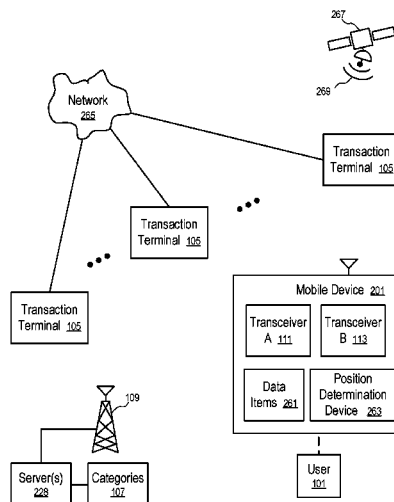 267
269
Network
265
Transaction
Terminal 105
Transaction
Terminal 105
Transaction
Terminal 105
Mobile Device 201
Transceiver
A 111
Transceiver
B 113
Data
Items 261
Position
Determination
Device 263
109
Server(s)
228
Categories
107
User
101